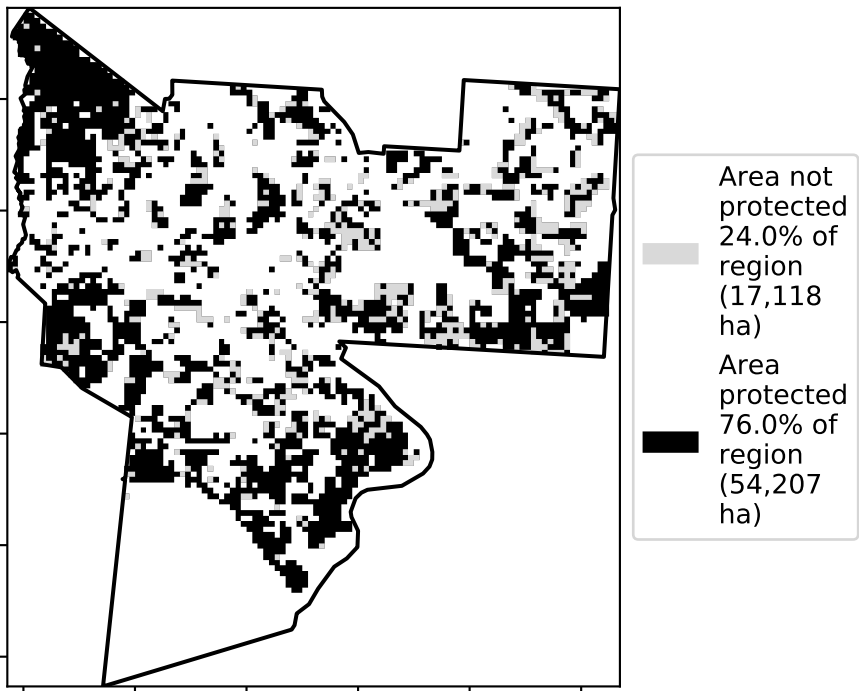 Area not
protected
24.0% of
region
(17,118
ha)
Area
protected
76.0% of
region
(54,207
ha)